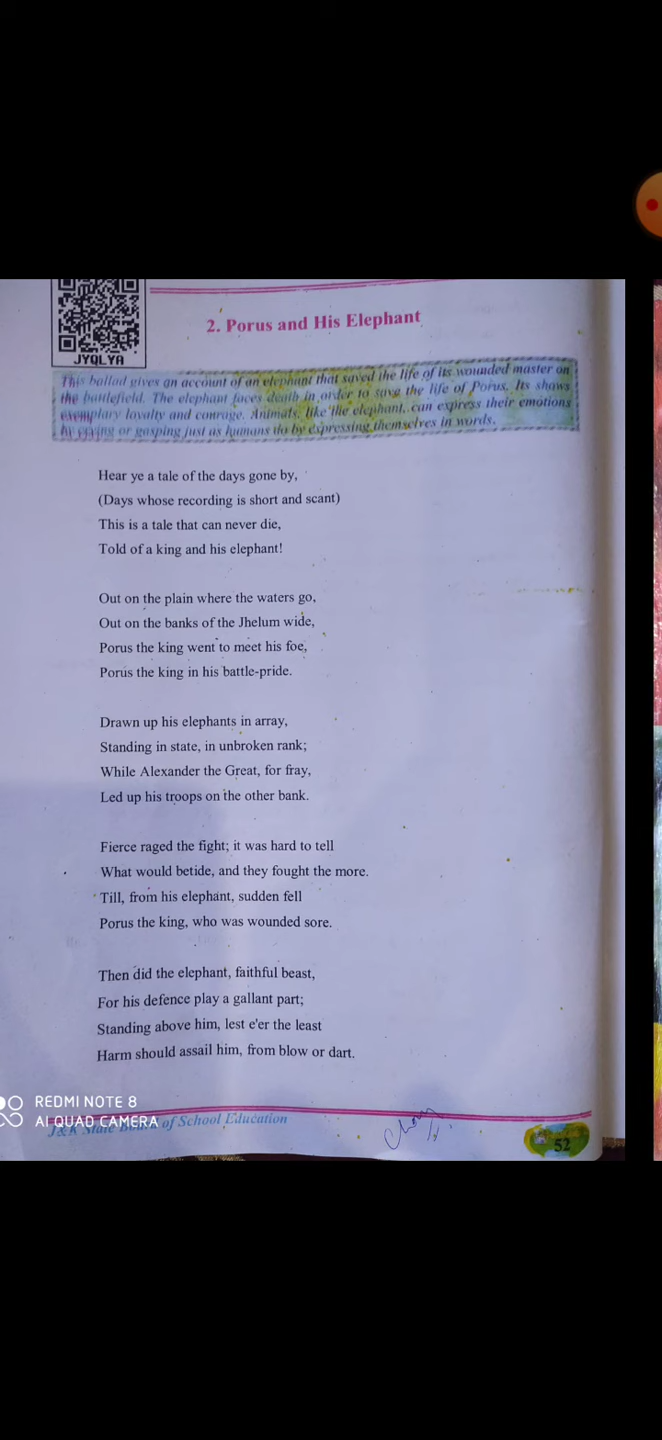 JYQLYA
2. Porus and His Elephant
This ballad gives an account of an elephant that saved the life of its wounded master on
the battlefield. The elephant faces death in order to save the life of Porus. Its shows
exemplary loyalty and courage. Animals, like the elephant, can express their emotions
by crying or gasping just as humans do by expressing themselves in words.
Hear ye a tale of the days gone by,
(Days whose recording is short and scant)
This is a tale that can never die,
Told of a king and his elephant!
Out on the plain where the waters go,
Out on the banks of the Jhelum wide,
Porus the king went to meet his foe,
Porus the king in his battle-pride.
Drawn up his elephants in array,
Standing in state, in unbroken rank;
While Alexander the Great, for fray,
Led up his troops on the other bank.
Fierce raged the fight; it was hard to tell
What would betide, and they fought the more.
Till, from his elephant, sudden fell
Porus the king, who was wounded sore.
Then did the elephant, faithful beast,
For his defence play a gallant part;
Standing above him, lest e'er the least
Harm should assail him, from blow or dart.
REDMI NOTE 8
AI QUAD CAMERA
J&K State Board of School Education
52